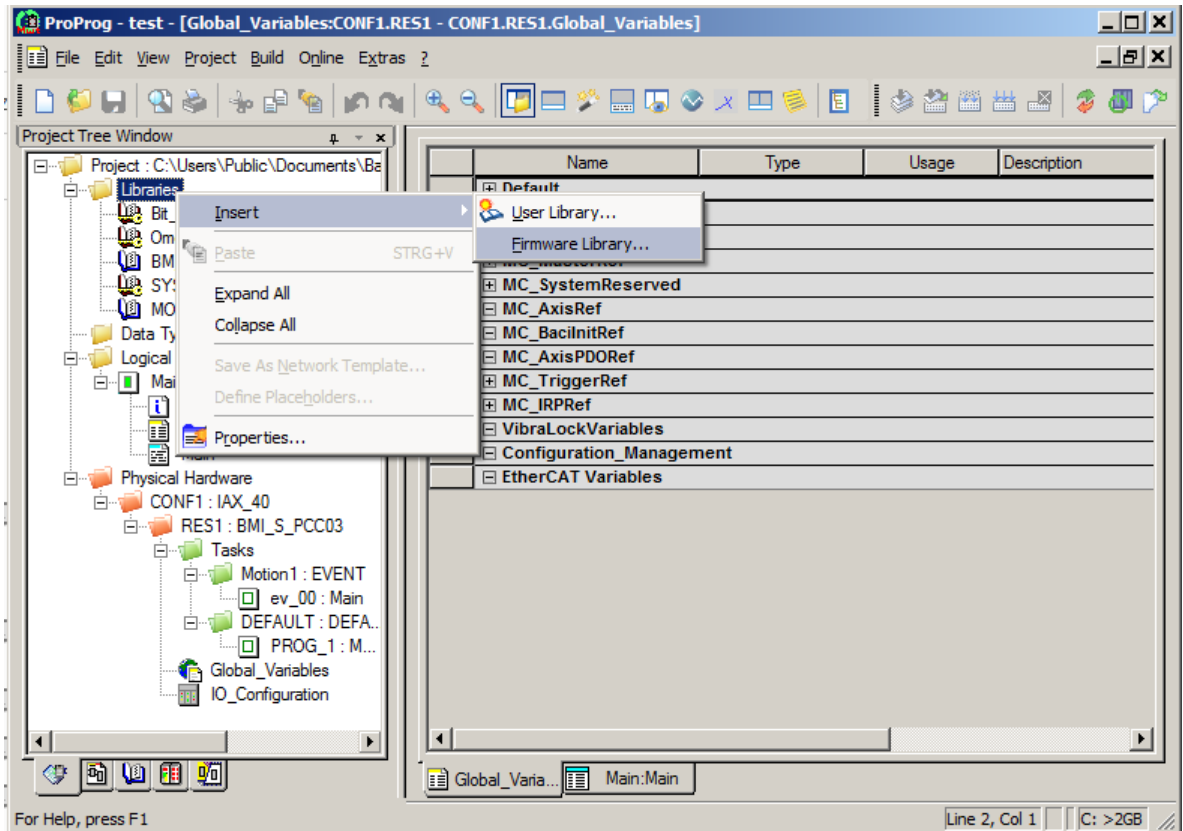 ProProg - test - [Global_Variables:CONF1.RES1 - CONF1.RES1.Global_Variables]
File Edit View Project Build Online Extras ?
Project Tree Window
Project : C:\Users\Public\Documents\Ba
Libraries
Bit_
Om
BM
SYS
MO
Data Ty
Logical
Mai
Main
Physical Hardware
CONF1 : IAX_40
RES1 : BMI_S_PCC03
Tasks
Motion1 : EVENT
ev_00 : Main
DEFAULT : DEFA..
PROG_1 : M...
Global_Variables
IO_Configuration
Insert
Paste STRG+V
Expand All
Collapse All
Save As Network Template...
Define Placeholders...
Properties...
User Library...
Firmware Library...
Name Type Usage Description
Default
MC_MasterRef
MC_SystemReserved
MC_AxisRef
MC_BaciInitRef
MC_AxisPDORef
MC_TriggerRef
MC_IRPRef
VibraLockVariables
Configuration_Management
EtherCAT Variables
Global_Varia... Main:Main
For Help, press F1 Line 2, Col 1 C: >2GB